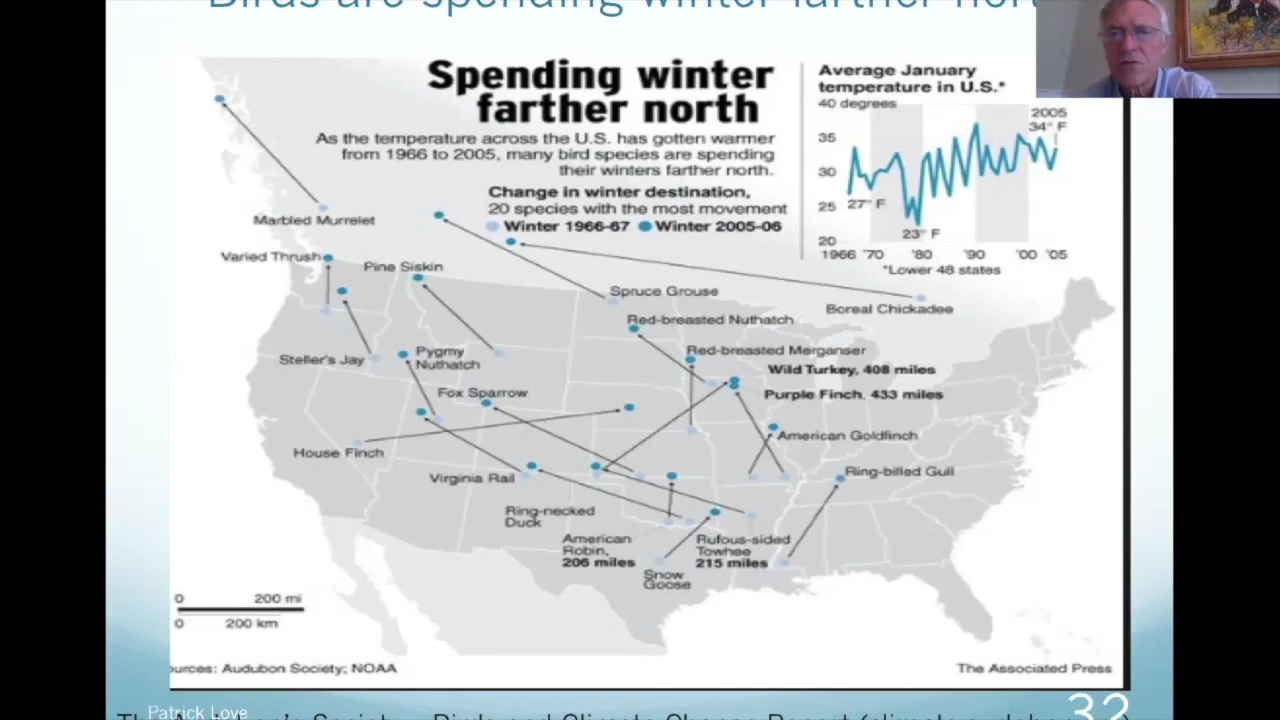 Birds are spending winter farther
Spending winter
farther north
As the temperature across the U.S. has gotten warmer
from 1966 to 2005, many bird species are spending
their winters farther north.
Change in winter destination,
20 species with the most movement
Winter 1966-67 Winter 2005-06
Average January
temperature in U.S.*
40 degrees
35
30
25
20
27° F
23° F
2005
34° F
1966 '70 '80 '90 '00 '05
*Lower 48 states
Marbled Murrelet
Varied Thrush
Pine Siskin
Spruce Grouse
Boreal Chickadee
Red-breasted Nuthatch
Red-breasted Merganser
Steller's Jay
Pygmy
Nuthatch
Wild Turkey, 408 miles
Fox Sparrow
Purple Finch, 433 miles
American Goldfinch
House Finch
Virginia Rail
Ring-billed Gull
Ring-necked
Duck
American
Robin,
206 miles
Rufous-sided
Towhee
215 miles
Snow
Goose
0 200 mi
0 200 km
ources: Audubon Society; NOAA
The Associated Press
Patrick Love
32